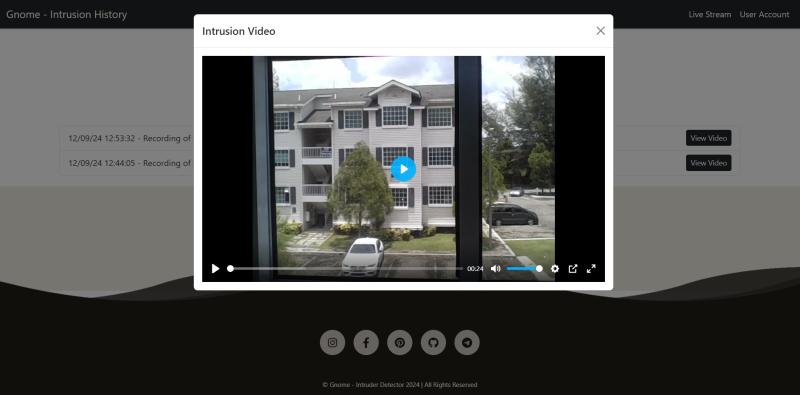 Gnome - Intrusion History
Live Stream
User Account
Intrusion Video
12/09/24 12:53:32 - Recording of
View Video
12/09/24 12:44:05 - Recording of
View Video
00:24
© Gnome - Intruder Detector 2024 | All Rights Reserved